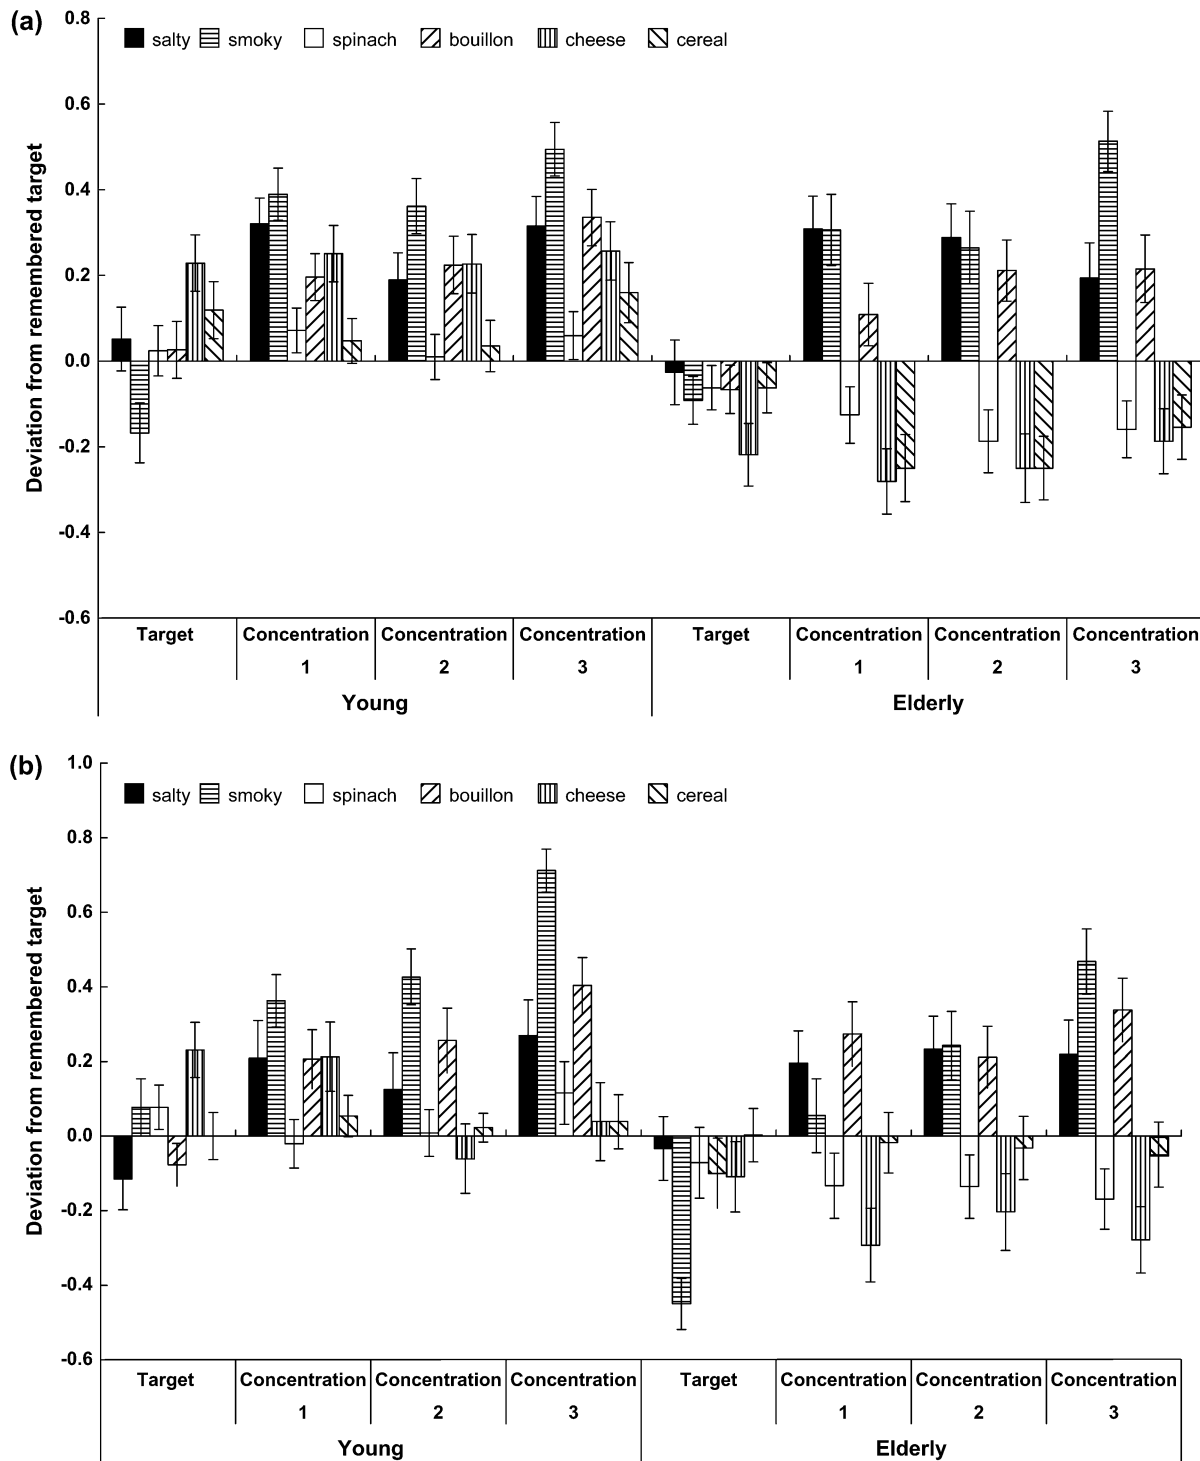 (a)
0.8
salty smoky spinach bouillon cheese cereal
0.6
0.4
0.2
0.0
-0.2
-0.4
-0.6
Deviation from remembered target
Target Concentration Concentration Concentration Target Concentration Concentration Concentration
1 2 3 1 2 3
Young Elderly
(b)
1.0
salty smoky spinach bouillon cheese cereal
0.8
0.6
0.4
0.2
0.0
-0.2
-0.4
-0.6
Deviation from remembered target
Target Concentration Concentration Concentration Target Concentration Concentration Concentration
1 2 3 1 2 3
Young Elderly